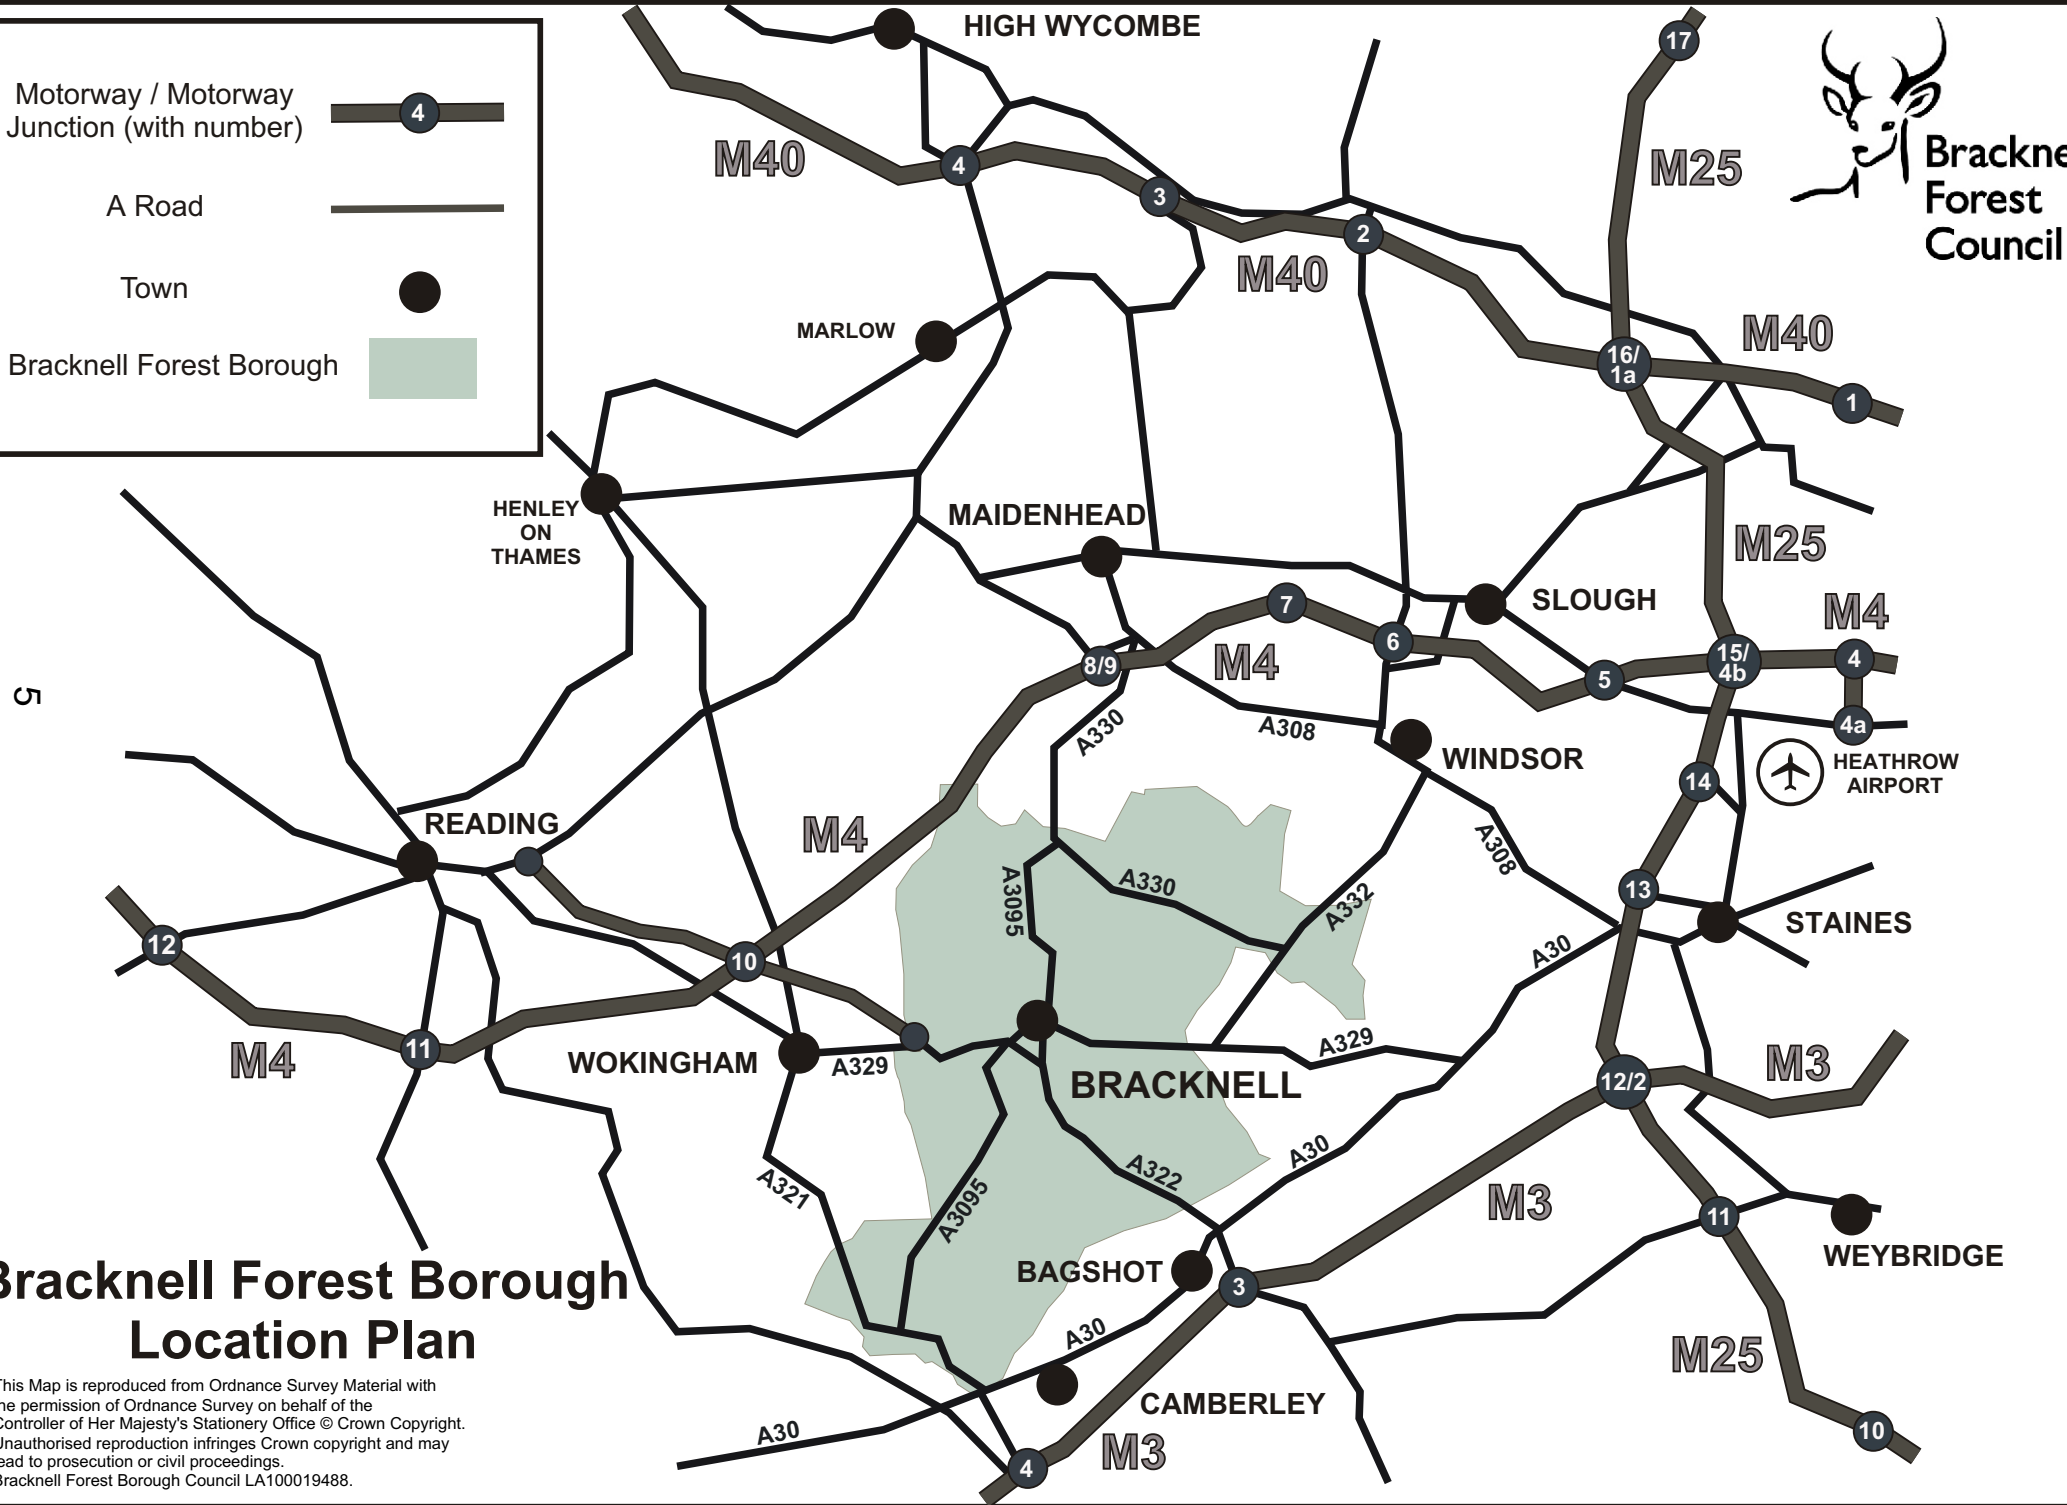 HIGH WYCOMBE
17
Motorway / Motorway
Junction (with number)
4
M40
4
3
M25
Brackne
Forest
Council
A Road
2
M40
Town
MARLOW
M40
16/
1a
Bracknell Forest Borough
1
HENLEY
ON
THAMES
MAIDENHEAD
M25
7
SLOUGH
M4
6
8/9
M4
15/
4b
4
5
5
A330
A308
4a
WINDSOR
HEATHROW
AIRPORT
14
READING
M4
A308
A3095
A330
A332
13
STAINES
12
10
A30
M4
11
WOKINGHAM
A329
A329
BRACKNELL
12/2
M3
A321
A3095
A322
A30
M3
11
WEYBRIDGE
BAGSHOT
3
Bracknell Forest Borough
Location Plan
A30
M25
This Map is reproduced from Ordnance Survey Material with
the permission of Ordnance Survey on behalf of the
Controller of Her Majesty's Stationery Office © Crown Copyright.
Unauthorised reproduction infringes Crown copyright and may
lead to prosecution or civil proceedings.
Bracknell Forest Borough Council LA100019488.
CAMBERLEY
A30
M3
4
10